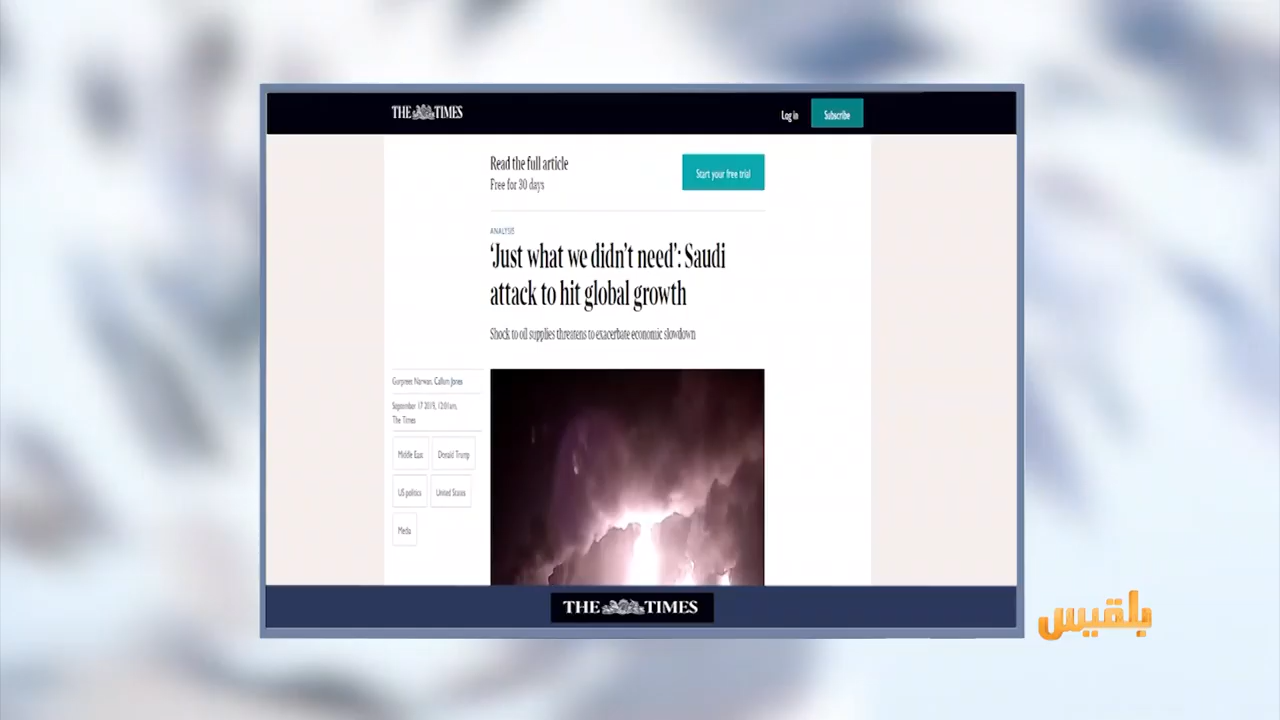 THE TIMES
Log in
Subscribe
Read the full article
Free for 30 days
Start your free trial
ANALYSIS
‘Just what we didn’t need’: Saudi
attack to hit global growth
Shock to oil supplies threatens to exacerbate economic slowdown
Gurpreet Narwan, Callum Jones
September 17 2019, 12:01am,
The Times
Middle East
Donald Trump
US politics
United States
Media
THE TIMES
بلقيس